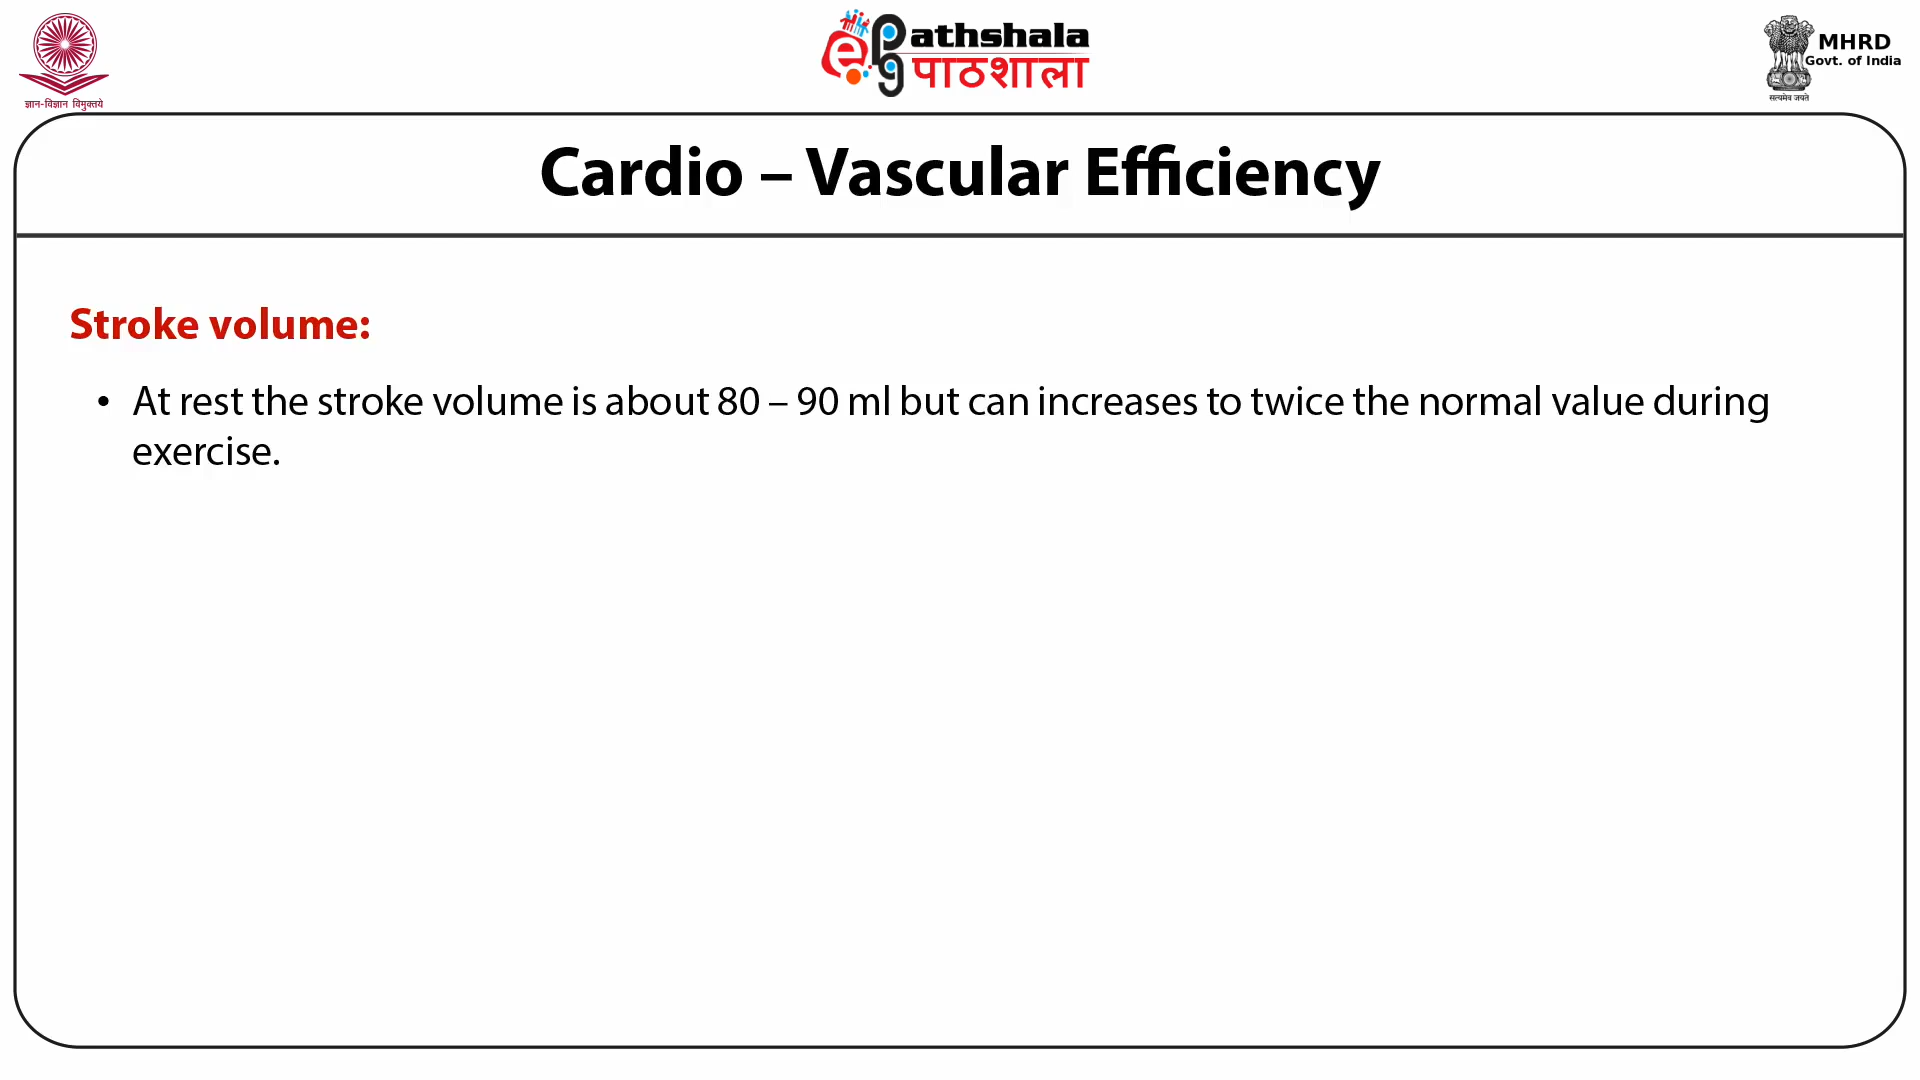 ज्ञान-विज्ञान विमुक्तये
e
pg
athshala
पाठशाला
MHRD
Govt. of India
सत्यमेव जयते
Cardio – Vascular Efficiency
Stroke volume:
• At rest the stroke volume is about 80 – 90 ml but can increases to twice the normal value during
exercise.